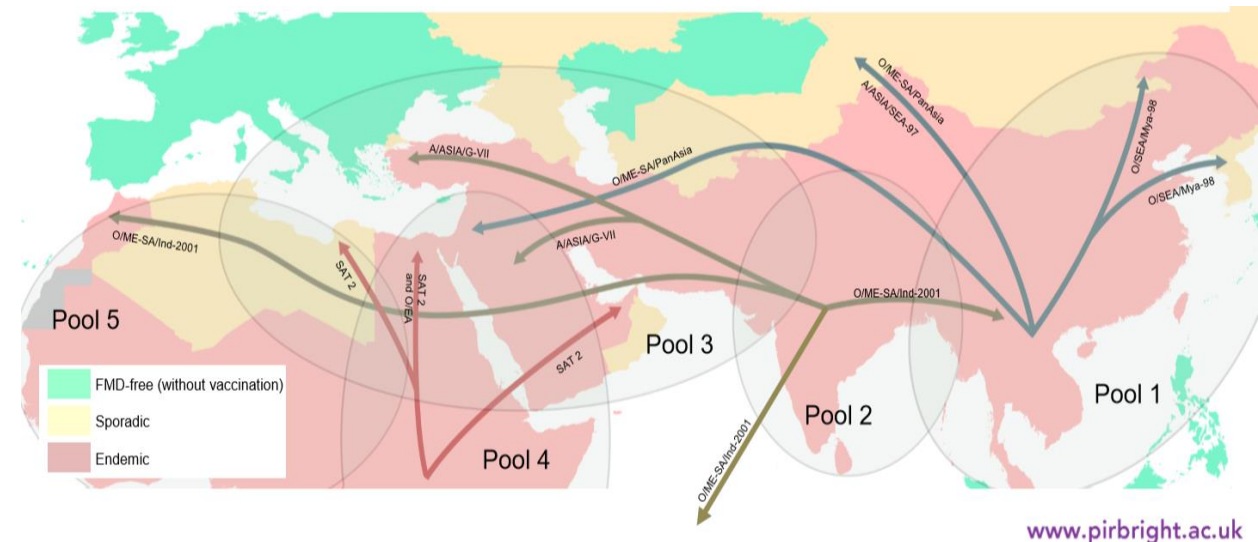 O/ME-SA/PanAsia
A/ASIA/SEA-97
O/SEA/Mya-98
O/SEA/Mya-98
A/ASIA/G-VII
O/ME-SA/PanAsia
A/ASIA/G-VII
O/ME-SA/Ind-2001
SAT 2
SAT 2
and O/EA
SAT 2
O/ME-SA/Ind-2001
O/ME-SA/Ind-2001
Pool 5
Pool 3
Pool 2
Pool 1
Pool 4
FMD-free (without vaccination)
Sporadic
Endemic
www.pirbright.ac.uk